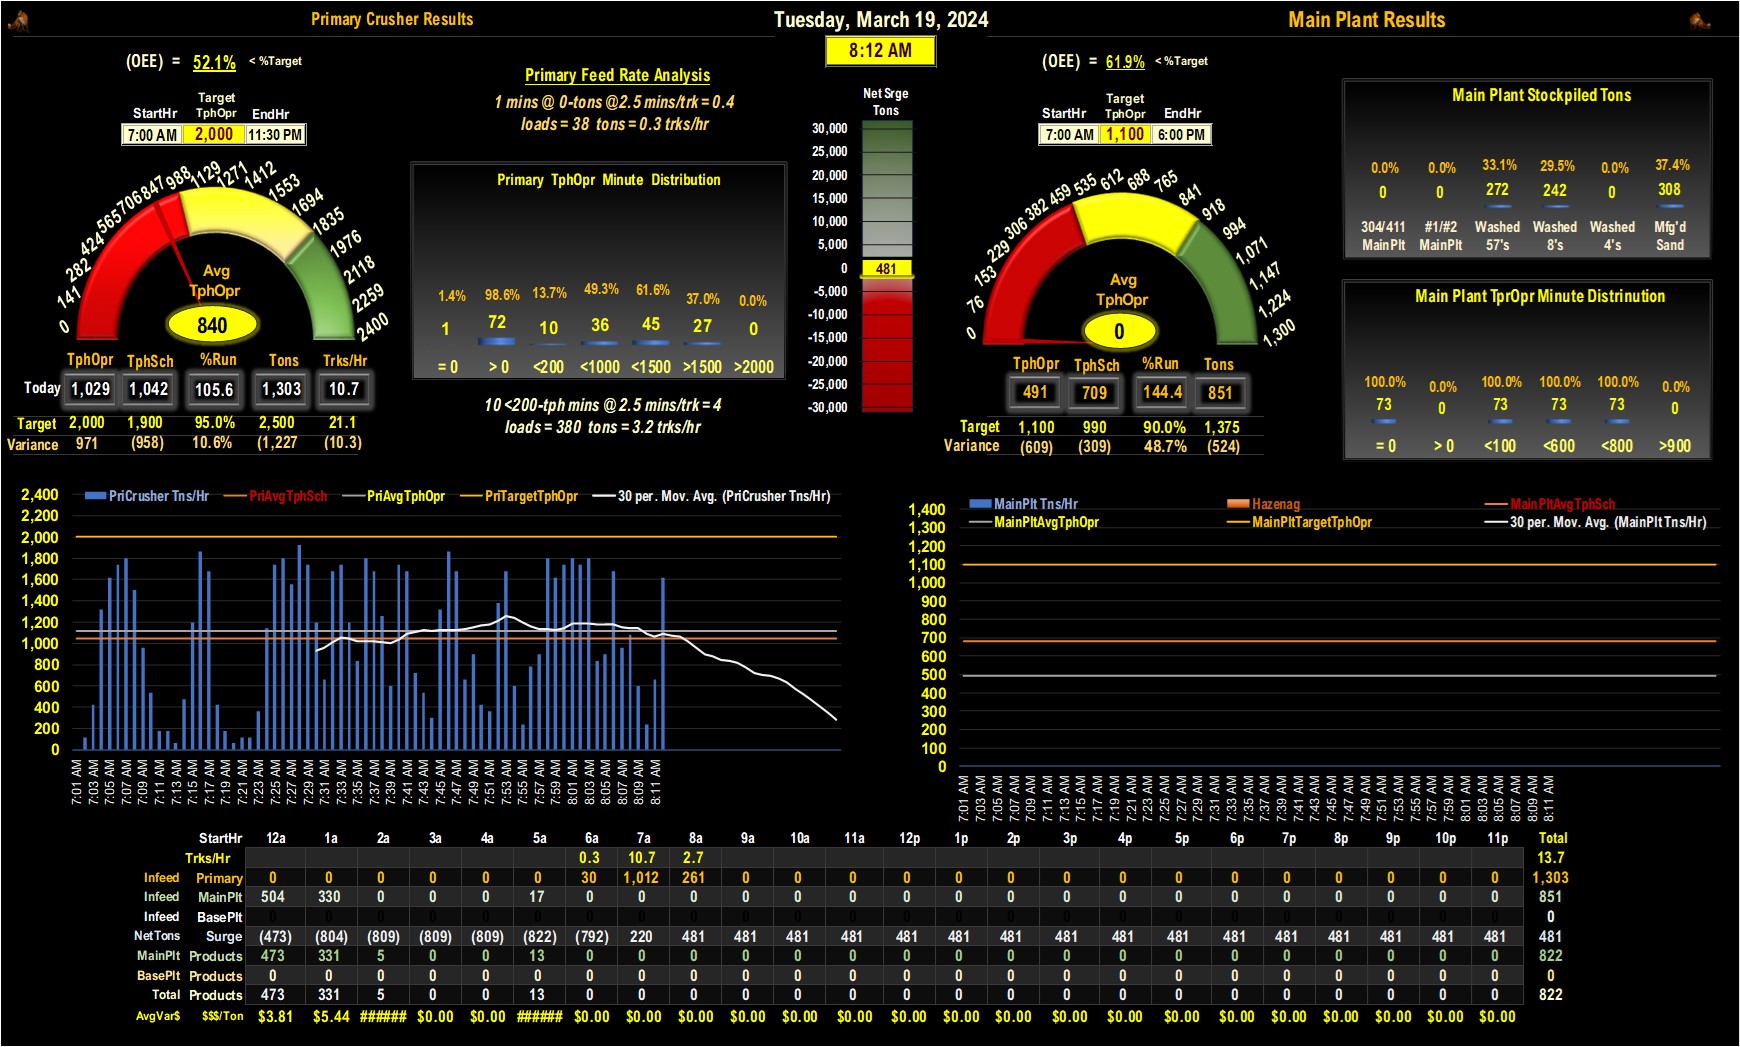 Primary Crusher Results
Tuesday, March 19, 2024
Main Plant Results
8:12 AM
(OEE) = 52.1% < %Target
StartHr Target TphOpr EndHr
7:00 AM 2,000 11:30 PM
0 141 282 424 565 706 847 988 1129 1271 1412 1553 1694 1835 1976 2118 2259 2400
Avg
TphOpr
840
TphOpr TphSch %Run Tons Trks/Hr
Today 1,029 1,042 105.6 1,303 10.7
Target 2,000 1,900 95.0% 2,500 21.1
Variance 971 (958) 10.6% (1,227 (10.3)
Primary Feed Rate Analysis
1 mins @ 0-tons @2.5 mins/trk = 0.4
loads = 38 tons = 0.3 trks/hr
Primary TphOpr Minute Distribution
1.4% 98.6% 13.7% 49.3% 61.6% 37.0% 0.0%
1 72 10 36 45 27 0
= 0 > 0 <200 <1000 <1500 >1500 >2000
10 <200-tph mins @ 2.5 mins/trk = 4
loads = 380 tons = 3.2 trks/hr
Net Srge
Tons
30,000
25,000
20,000
15,000
10,000
5,000
0 481
-5,000
-10,000
-15,000
-20,000
-25,000
-30,000
(OEE) = 61.9% < %Target
StartHr Target TphOpr EndHr
7:00 AM 1,100 6:00 PM
0 76 153 229 306 382 459 535 612 688 765 841 918 994 1,071 1,147 1,224 1,300
Avg
TphOpr
0
TphOpr TphSch %Run Tons
491 709 144.4 851
Target 1,100 990 90.0% 1,375
Variance (609) (309) 48.7% (524)
Main Plant Stockpiled Tons
0.0% 0.0% 33.1% 29.5% 0.0% 37.4%
0 0 272 242 0 308
304/411 #1/#2 Washed Washed Washed Mfg'd
MainPlt MainPlt 57's 8's 4's Sand
Main Plant TprOpr Minute Distrinution
100.0% 0.0% 100.0% 100.0% 100.0% 0.0%
73 0 73 73 73 0
= 0 > 0 <100 <600 <800 >900
PriCrusher Tns/Hr PriAvgTphSch PriAvgTphOpr PriTargetTphOpr 30 per. Mov. Avg. (PriCrusher Tns/Hr)
2,400
2,200
2,000
1,800
1,600
1,400
1,200
1,000
800
600
400
200
0
7:01 AM 7:03 AM 7:05 AM 7:07 AM 7:09 AM 7:11 AM 7:13 AM 7:15 AM 7:17 AM 7:19 AM 7:21 AM 7:23 AM 7:25 AM 7:27 AM 7:29 AM 7:31 AM 7:33 AM 7:35 AM 7:37 AM 7:39 AM 7:41 AM 7:43 AM 7:45 AM 7:47 AM 7:49 AM 7:51 AM 7:53 AM 7:55 AM 7:57 AM 7:59 AM 8:01 AM 8:03 AM 8:05 AM 8:07 AM 8:09 AM 8:11 AM
MainPlt Tns/Hr Hazenag MainPltAvgTphSch
MainPltAvgTphOpr MainPltTargetTphOpr 30 per. Mov. Avg. (MainPlt Tns/Hr)
1,400
1,300
1,200
1,100
1,000
900
800
700
600
500
400
300
200
100
0
7:01 AM 7:03 AM 7:05 AM 7:07 AM 7:09 AM 7:11 AM 7:13 AM 7:15 AM 7:17 AM 7:19 AM 7:21 AM 7:23 AM 7:25 AM 7:27 AM 7:29 AM 7:31 AM 7:33 AM 7:35 AM 7:37 AM 7:39 AM 7:41 AM 7:43 AM 7:45 AM 7:47 AM 7:49 AM 7:51 AM 7:53 AM 7:55 AM 7:57 AM 7:59 AM 8:01 AM 8:03 AM 8:05 AM 8:07 AM 8:09 AM 8:11 AM
StartHr 12a 1a 2a 3a 4a 5a 6a 7a 8a 9a 10a 11a 12p 1p 2p 3p 4p 5p 6p 7p 8p 9p 10p 11p Total
Trks/Hr 0.3 10.7 2.7 13.7
Infeed Primary 0 0 0 0 0 0 30 1,012 261 0 0 0 0 0 0 0 0 0 0 0 0 0 0 0 1,303
Infeed MainPlt 504 330 0 0 0 17 0 0 0 0 0 0 0 0 0 0 0 0 0 0 0 0 0 0 851
Infeed BasePlt 0 0 0 0 0 0 0 0 0 0 0 0 0 0 0 0 0 0 0 0 0 0 0 0 0
NetTons Surge (473) (804) (809) (809) (809) (822) (792) 220 481 481 481 481 481 481 481 481 481 481 481 481 481 481 481 481 481
MainPlt Products 473 331 5 0 0 13 0 0 0 0 0 0 0 0 0 0 0 0 0 0 0 0 0 0 822
BasePlt Products 0 0 0 0 0 0 0 0 0 0 0 0 0 0 0 0 0 0 0 0 0 0 0 0 0
Total Products 473 331 5 0 0 13 0 0 0 0 0 0 0 0 0 0 0 0 0 0 0 0 0 0 822
AvgVar$ $$$/Ton $3.81 $5.44 ###### $0.00 $0.00 ###### $0.00 $0.00 $0.00 $0.00 $0.00 $0.00 $0.00 $0.00 $0.00 $0.00 $0.00 $0.00 $0.00 $0.00 $0.00 $0.00 $0.00 $0.00